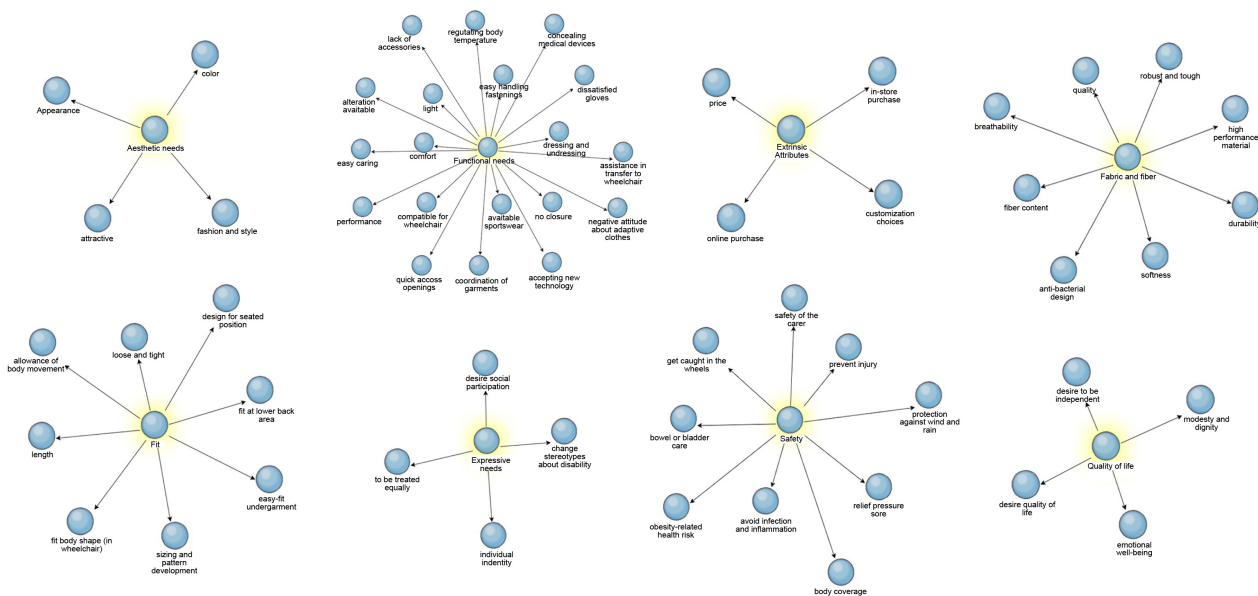 color
Appearance
Aesthetic needs
attractive
fashion and style
lack of
accessories
regutating body
temperature
concealing
medical devices
easy handling
fastenings
dissatisfied
gloves
alteration
avaitable
light
dressing and
undressing
easy caring
comfort
Functional needs
assistance in
transfer to
wheelchair
performance
compatible for
wheelchair
available
sportswear
no closure
negative attitude
about adaptive
clothes
quick access
openings
coordination of
garments
accepting new
technology
price
in-store
purchase
Extrinsic
Attributes
online purchase
customization
choices
robust and tough
quality
breathability
high
performance
material
Fabric and fiber
fiber content
durability
anti-bacterial
design
softness
design for seated
position
allowance of
body movement
loose and tight
fit at lower back
area
length
Fit
easy-fit
undergarment
fit body shape (in
wheelchair)
sizing and
pattern
development
desire social
participation
Expressive
needs
change
stereotypes
about disability
to be treated
equally
individual
indentity
safety of the
carer
get caught in the
wheels
prevent injury
protection
against wind and
rain
bowel or bladder
care
Safety
obesity-related
health risk
avoid infection
and inflammation
relief pressure
sore
body coverage
desire to be
independent
modesty and
dignity
Quality of life
desire quality of
life
emotional
well-being